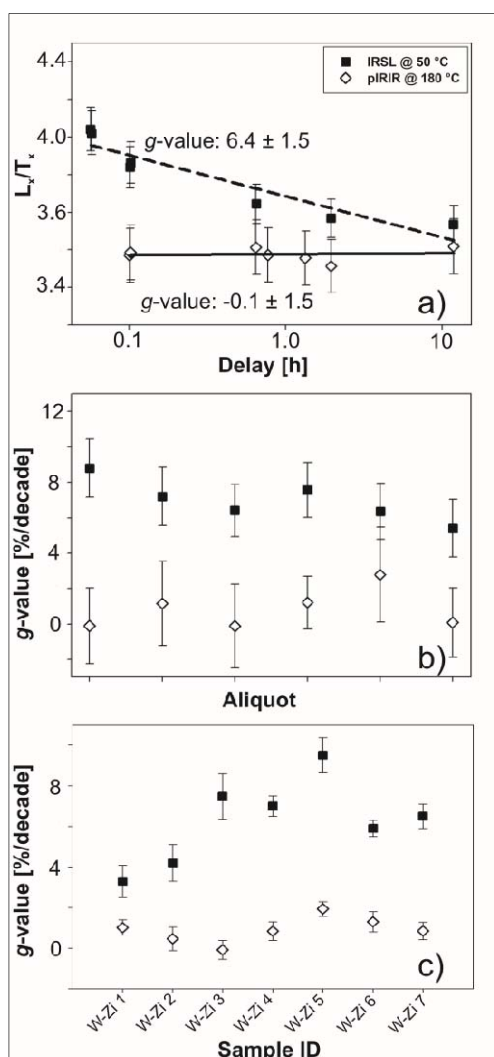 IRSL @ 50 °C
pIRIR @ 180 °C
4.4
4.0
3.6
3.4
Lx/Tx
g-value: 6.4 ± 1.5
g-value: -0.1 ± 1.5
a)
0.1
1.0
10
Delay [h]
12
8
4
0
g-value [%/decade]
b)
Aliquot
8
4
0
g-value [%/decade]
c)
W-Zi 1
W-Zi 2
W-Zi 3
W-Zi 4
W-Zi 5
W-Zi 6
W-Zi 7
Sample ID